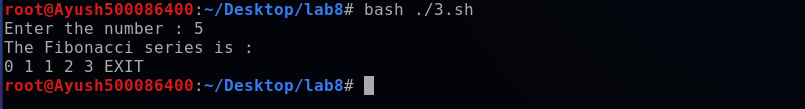 root@Ayush500086400:~/Desktop/lab8# bash ./3.sh
Enter the number : 5
The Fibonacci series is :
0 1 1 2 3 EXIT
root@Ayush500086400:~/Desktop/lab8#